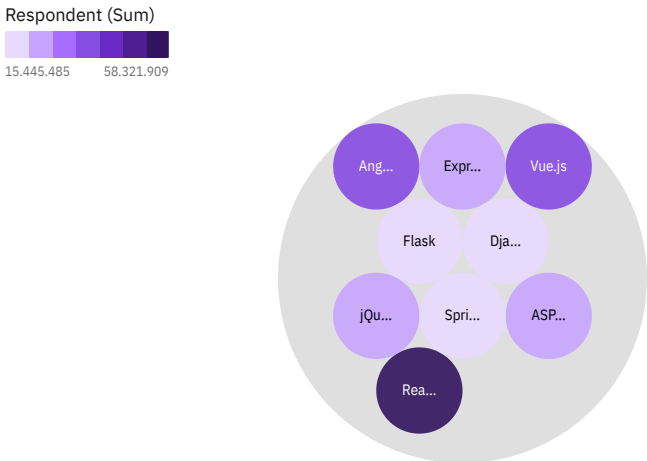 Respondent (Sum)
15.445.485 58.321.909
Ang... Expr... Vue.js
Flask Dja...
jQu... Spri... ASP...
Rea...